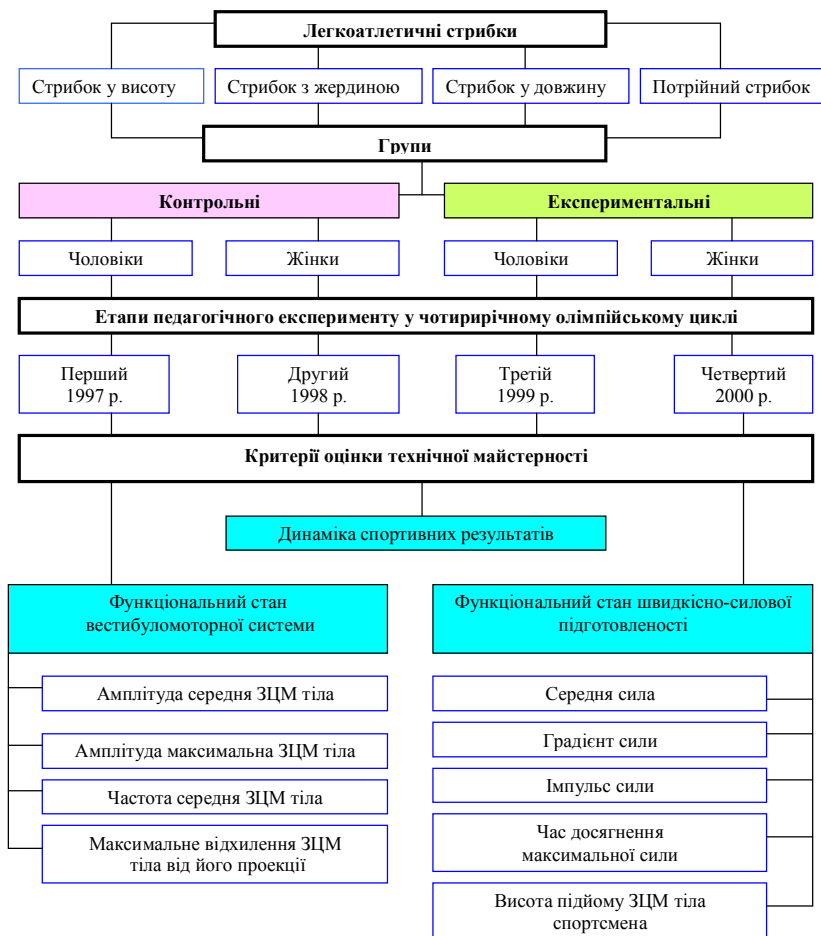 Легкоатлетичні стрибки
Стрибок у висоту
Стрибок з жердиною
Стрибок у довжину
Потрійний стрибок
Групи
Контрольні
Експериментальні
Чоловіки
Жінки
Чоловіки
Жінки
Етапи педагогічного експерименту у чотирирічному олімпійському циклі
Перший
1997 р.
Другий
1998 р.
Третій
1999 р.
Четвертий
2000 р.
Критерії оцінки технічної майстерності
Динаміка спортивних результатів
Функціональний стан
вестибуломоторної системи
Амплітуда середня ЗЦМ тіла
Амплітуда максимальна ЗЦМ тіла
Частота середня ЗЦМ тіла
Максимальне відхилення ЗЦМ
тіла від його проекції
Функціональний стан швидкісно-силової
підготовленості
Середня сила
Градієнт сили
Імпульс сили
Час досягнення
максимальної сили
Висота підйому ЗЦМ тіла
спортсмена